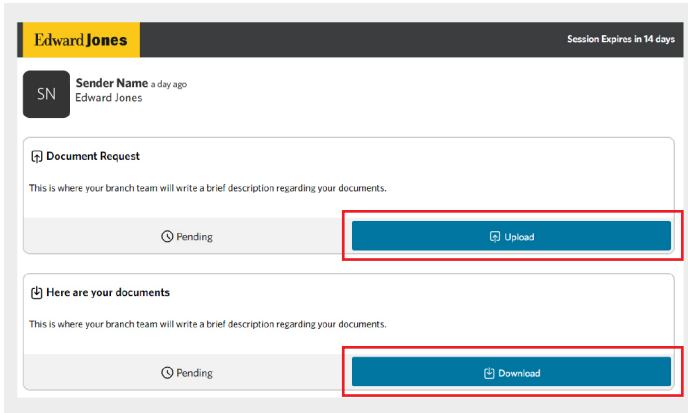 Edward Jones
Session Expires in 14 days
SN
Sender Name a day ago
Edward Jones
Document Request
This is where your branch team will write a brief description regarding your documents.
Pending
Upload
Here are your documents
This is where your branch team will write a brief description regarding your documents.
Pending
Download